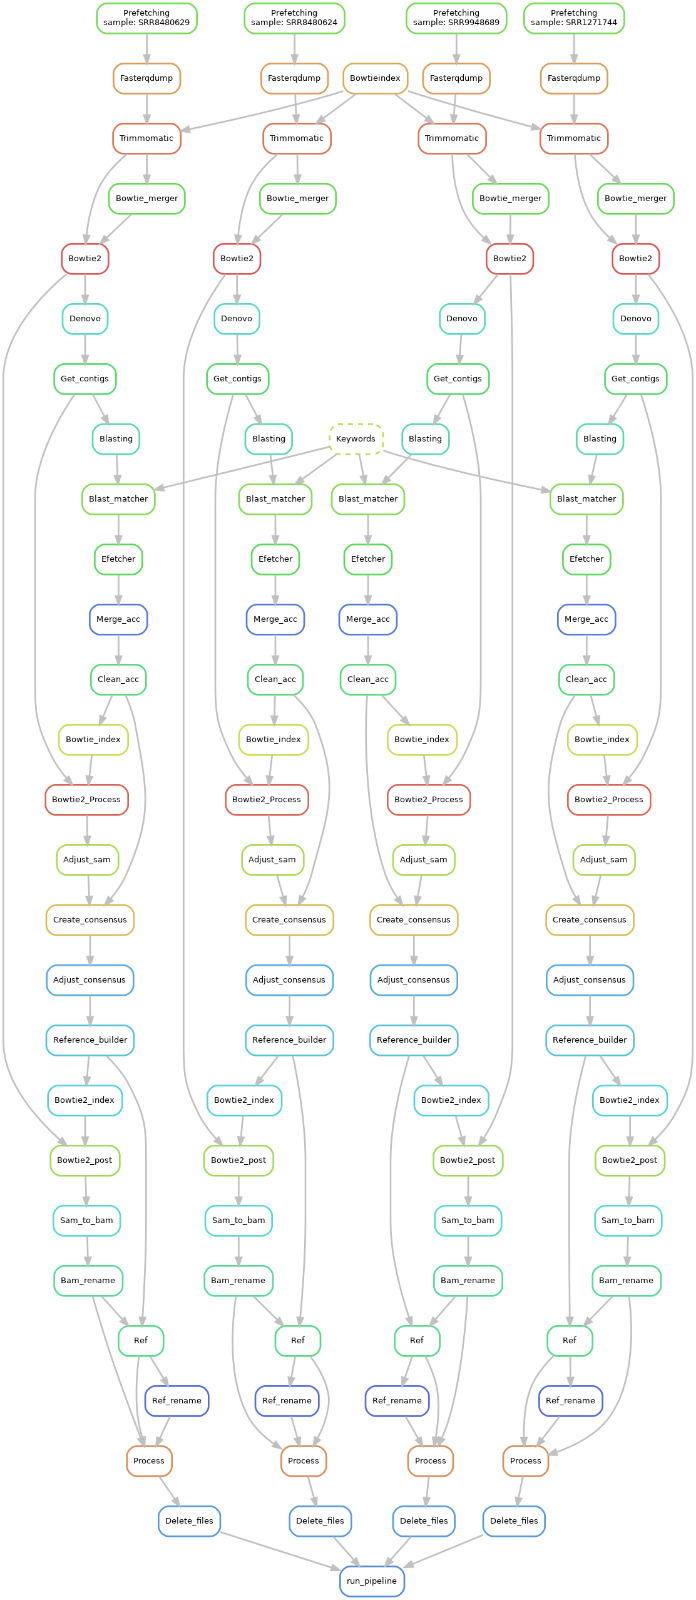 Prefetching
sample: SRR8480629
Prefetching
sample: SRR8480624
Prefetching
sample: SRR9948689
Prefetching
sample: SRR1271744
Fasterqdump
Fasterqdump
Bowtieindex
Fasterqdump
Fasterqdump
Trimmomatic
Trimmomatic
Trimmomatic
Trimmomatic
Bowtie_merger
Bowtie_merger
Bowtie_merger
Bowtie_merger
Bowtie2
Bowtie2
Bowtie2
Bowtie2
Denovo
Denovo
Denovo
Denovo
Get_contigs
Get_contigs
Get_contigs
Get_contigs
Blasting
Blasting
Keywords
Blasting
Blasting
Blast_matcher
Blast_matcher
Blast_matcher
Blast_matcher
Efetcher
Efetcher
Efetcher
Efetcher
Merge_acc
Merge_acc
Merge_acc
Merge_acc
Clean_acc
Clean_acc
Clean_acc
Clean_acc
Bowtie_index
Bowtie_index
Bowtie_index
Bowtie_index
Bowtie2_Process
Bowtie2_Process
Bowtie2_Process
Bowtie2_Process
Adjust_sam
Adjust_sam
Adjust_sam
Adjust_sam
Create_consensus
Create_consensus
Create_consensus
Create_consensus
Adjust_consensus
Adjust_consensus
Adjust_consensus
Adjust_consensus
Reference_builder
Reference_builder
Reference_builder
Reference_builder
Bowtie2_index
Bowtie2_index
Bowtie2_index
Bowtie2_index
Bowtie2_post
Bowtie2_post
Bowtie2_post
Bowtie2_post
Sam_to_bam
Sam_to_bam
Sam_to_bam
Sam_to_bam
Bam_rename
Bam_rename
Bam_rename
Bam_rename
Ref
Ref
Ref
Ref
Ref_rename
Ref_rename
Ref_rename
Ref_rename
Process
Process
Process
Process
Delete_files
Delete_files
Delete_files
Delete_files
run_pipeline